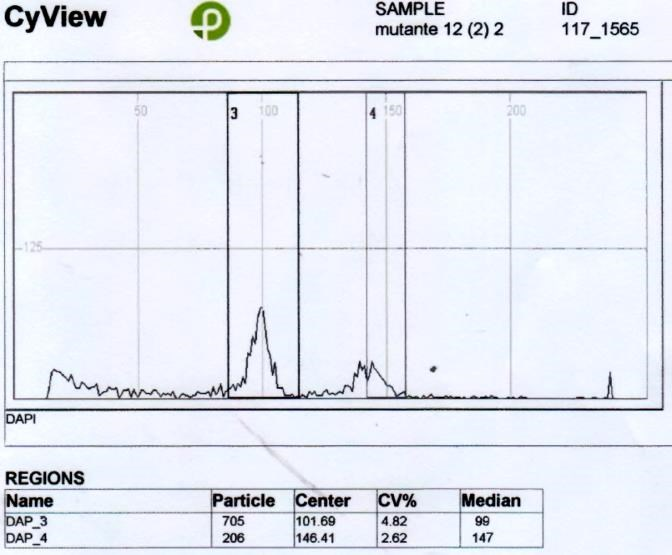 CyView
SAMPLE ID
mutante 12 (2) 2 117_1565
50 3 100 4 150 200
125
DAPI
REGIONS
Name Particle Center CV% Median
DAP_3 705 101.69 4.82 99
DAP_4 206 146.41 2.62 147